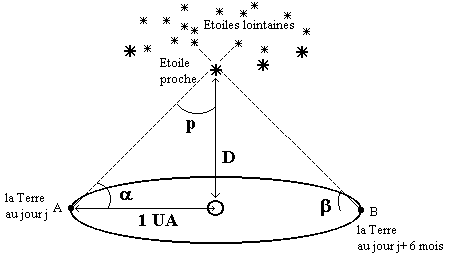 Etoiles lointaines
Etoile
proche
p
D
α
β
la Terre
au jour j
A
1 UA
B
la Terre
au jour j+ 6 mois